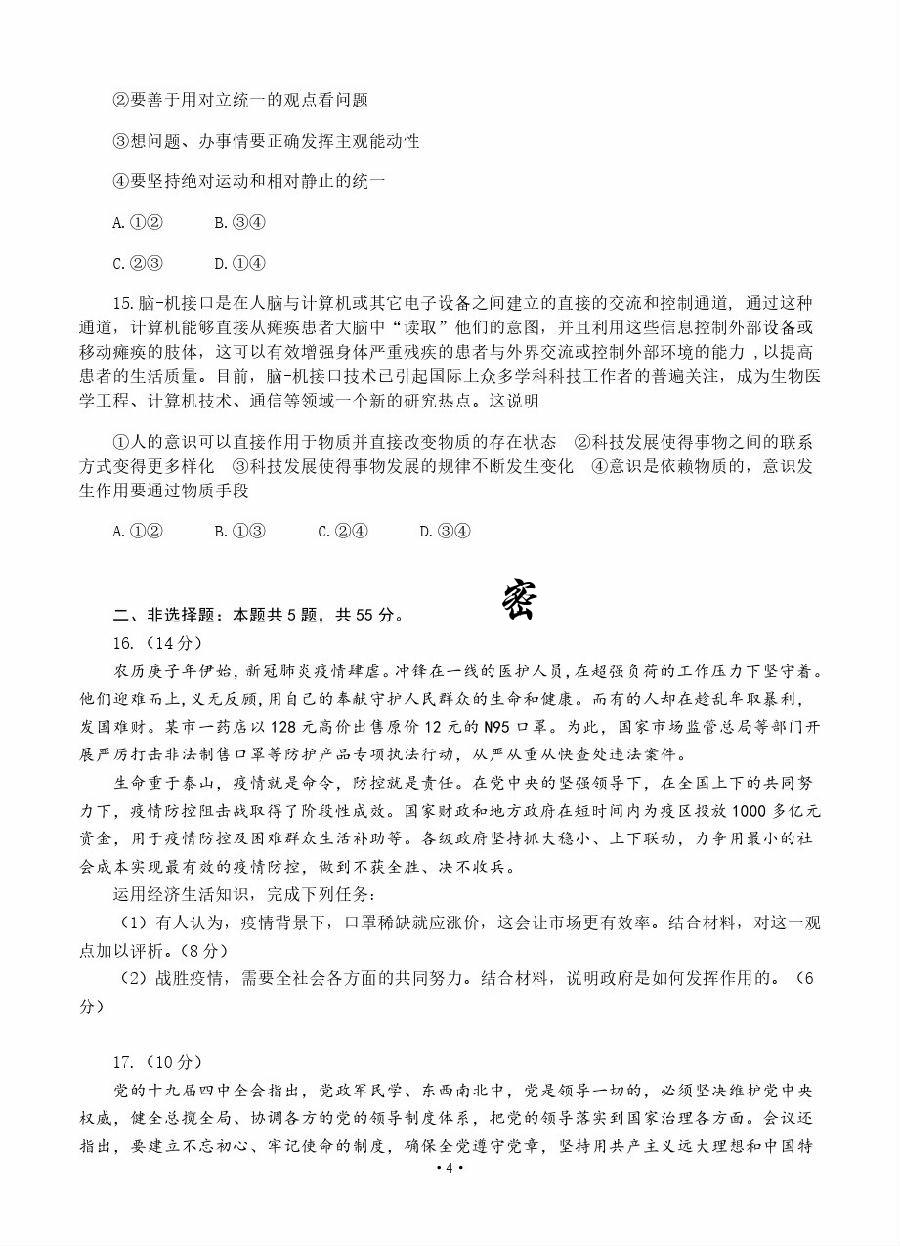 ②要善于用对立统一的观点看问题
③想问题、办事情要正确发挥主观能动性
④要坚持绝对运动和相对静止的统一
A.①② B.③④
C.②③ D.①④
15.脑-机接口是在人脑与计算机或其它电子设备之间建立的直接的交流和控制通道，通过这种
通道，计算机能够直接从瘫痪患者大脑中“读取”他们的意图，并且利用这些信息控制外部设备或
移动瘫痪的肢体，这可以有效增强身体严重残疾的患者与外界交流或控制外部环境的能力 ,以提高
患者的生活质量。目前，脑-机接口技术已引起国际上众多学科科技工作者的普遍关注，成为生物医
学工程、计算机技术、通信等领域一个新的研究热点。这说明
①人的意识可以直接作用于物质并直接改变物质的存在状态 ②科技发展使得事物之间的联系
方式变得更多样化 ③科技发展使得事物发展的规律不断发生变化 ④意识是依赖物质的，意识发
生作用要通过物质手段
A.①② B.①③ C.②④ D.③④
密
二、非选择题：本题共5题，共55分。
16.（14分）
农历庚子年伊始，新冠肺炎疫情肆虐。冲锋在一线的医护人员，在超强负荷的工作压力下坚守着。
他们迎难而上，义无反顾，用自己的奉献守护人民群众的生命和健康。而有的人却在趁乱牟取暴利，
发国难财。某市一药店以128元高价出售原价12元的N95口罩。为此，国家市场监管总局等部门开
展严厉打击非法制售口罩等防护产品专项执法行动，从严从重从快查处违法案件。
生命重于泰山，疫情就是命令，防控就是责任。在党中央的坚强领导下，在全国上下的共同努
力下，疫情防控阻击战取得了阶段性成效。国家财政和地方政府在短时间内为疫区投放1000多亿元
资金，用于疫情防控及困难群众生活补助等。各级政府坚持抓大稳小、上下联动，力争用最小的社
会成本实现最有效的疫情防控，做到不获全胜、决不收兵。
运用经济生活知识，完成下列任务：
（1）有人认为，疫情背景下，口罩稀缺就应涨价，这会让市场更有效率。结合材料，对这一观
点加以评析。（8分）
（2）战胜疫情，需要全社会各方面的共同努力。结合材料，说明政府是如何发挥作用的。（6
分）
17.（10分）
党的十九届四中全会指出，党政军民学、东西南北中，党是领导一切的，必须坚决维护党中央
权威，健全总揽全局、协调各方的党的领导制度体系，把党的领导落实到国家治理各方面。会议还
指出，要建立不忘初心、牢记使命的制度，确保全党遵守党章，坚持用共产主义远大理想和中国特
·4·